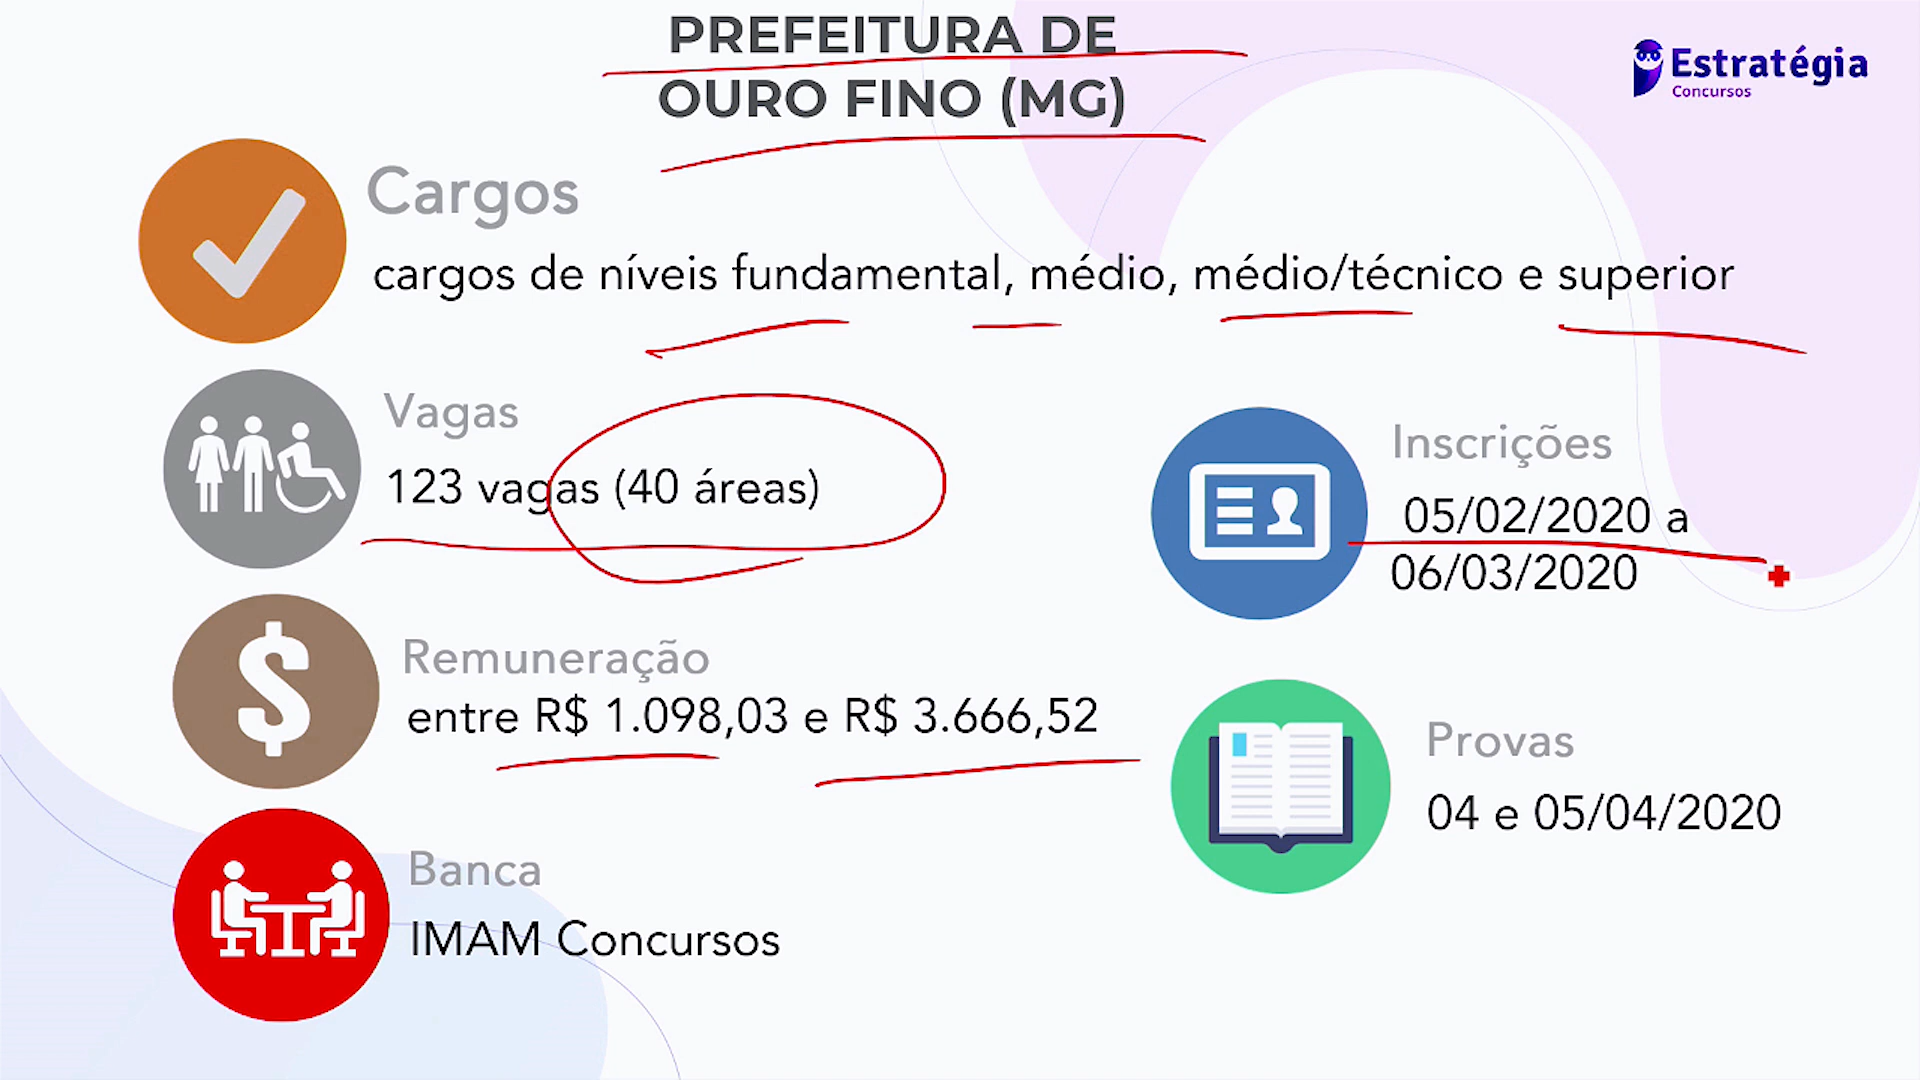 PREFEITURA DE
OURO FINO (MG)
Estratégia
Concursos
Cargos
cargos de níveis fundamental, médio, médio/técnico e superior
Vagas
123 vagas (40 áreas)
Inscrições
05/02/2020 a
06/03/2020
Remuneração
entre R$ 1.098,03 e R$ 3.666,52
Provas
04 e 05/04/2020
Banca
IMAM Concursos